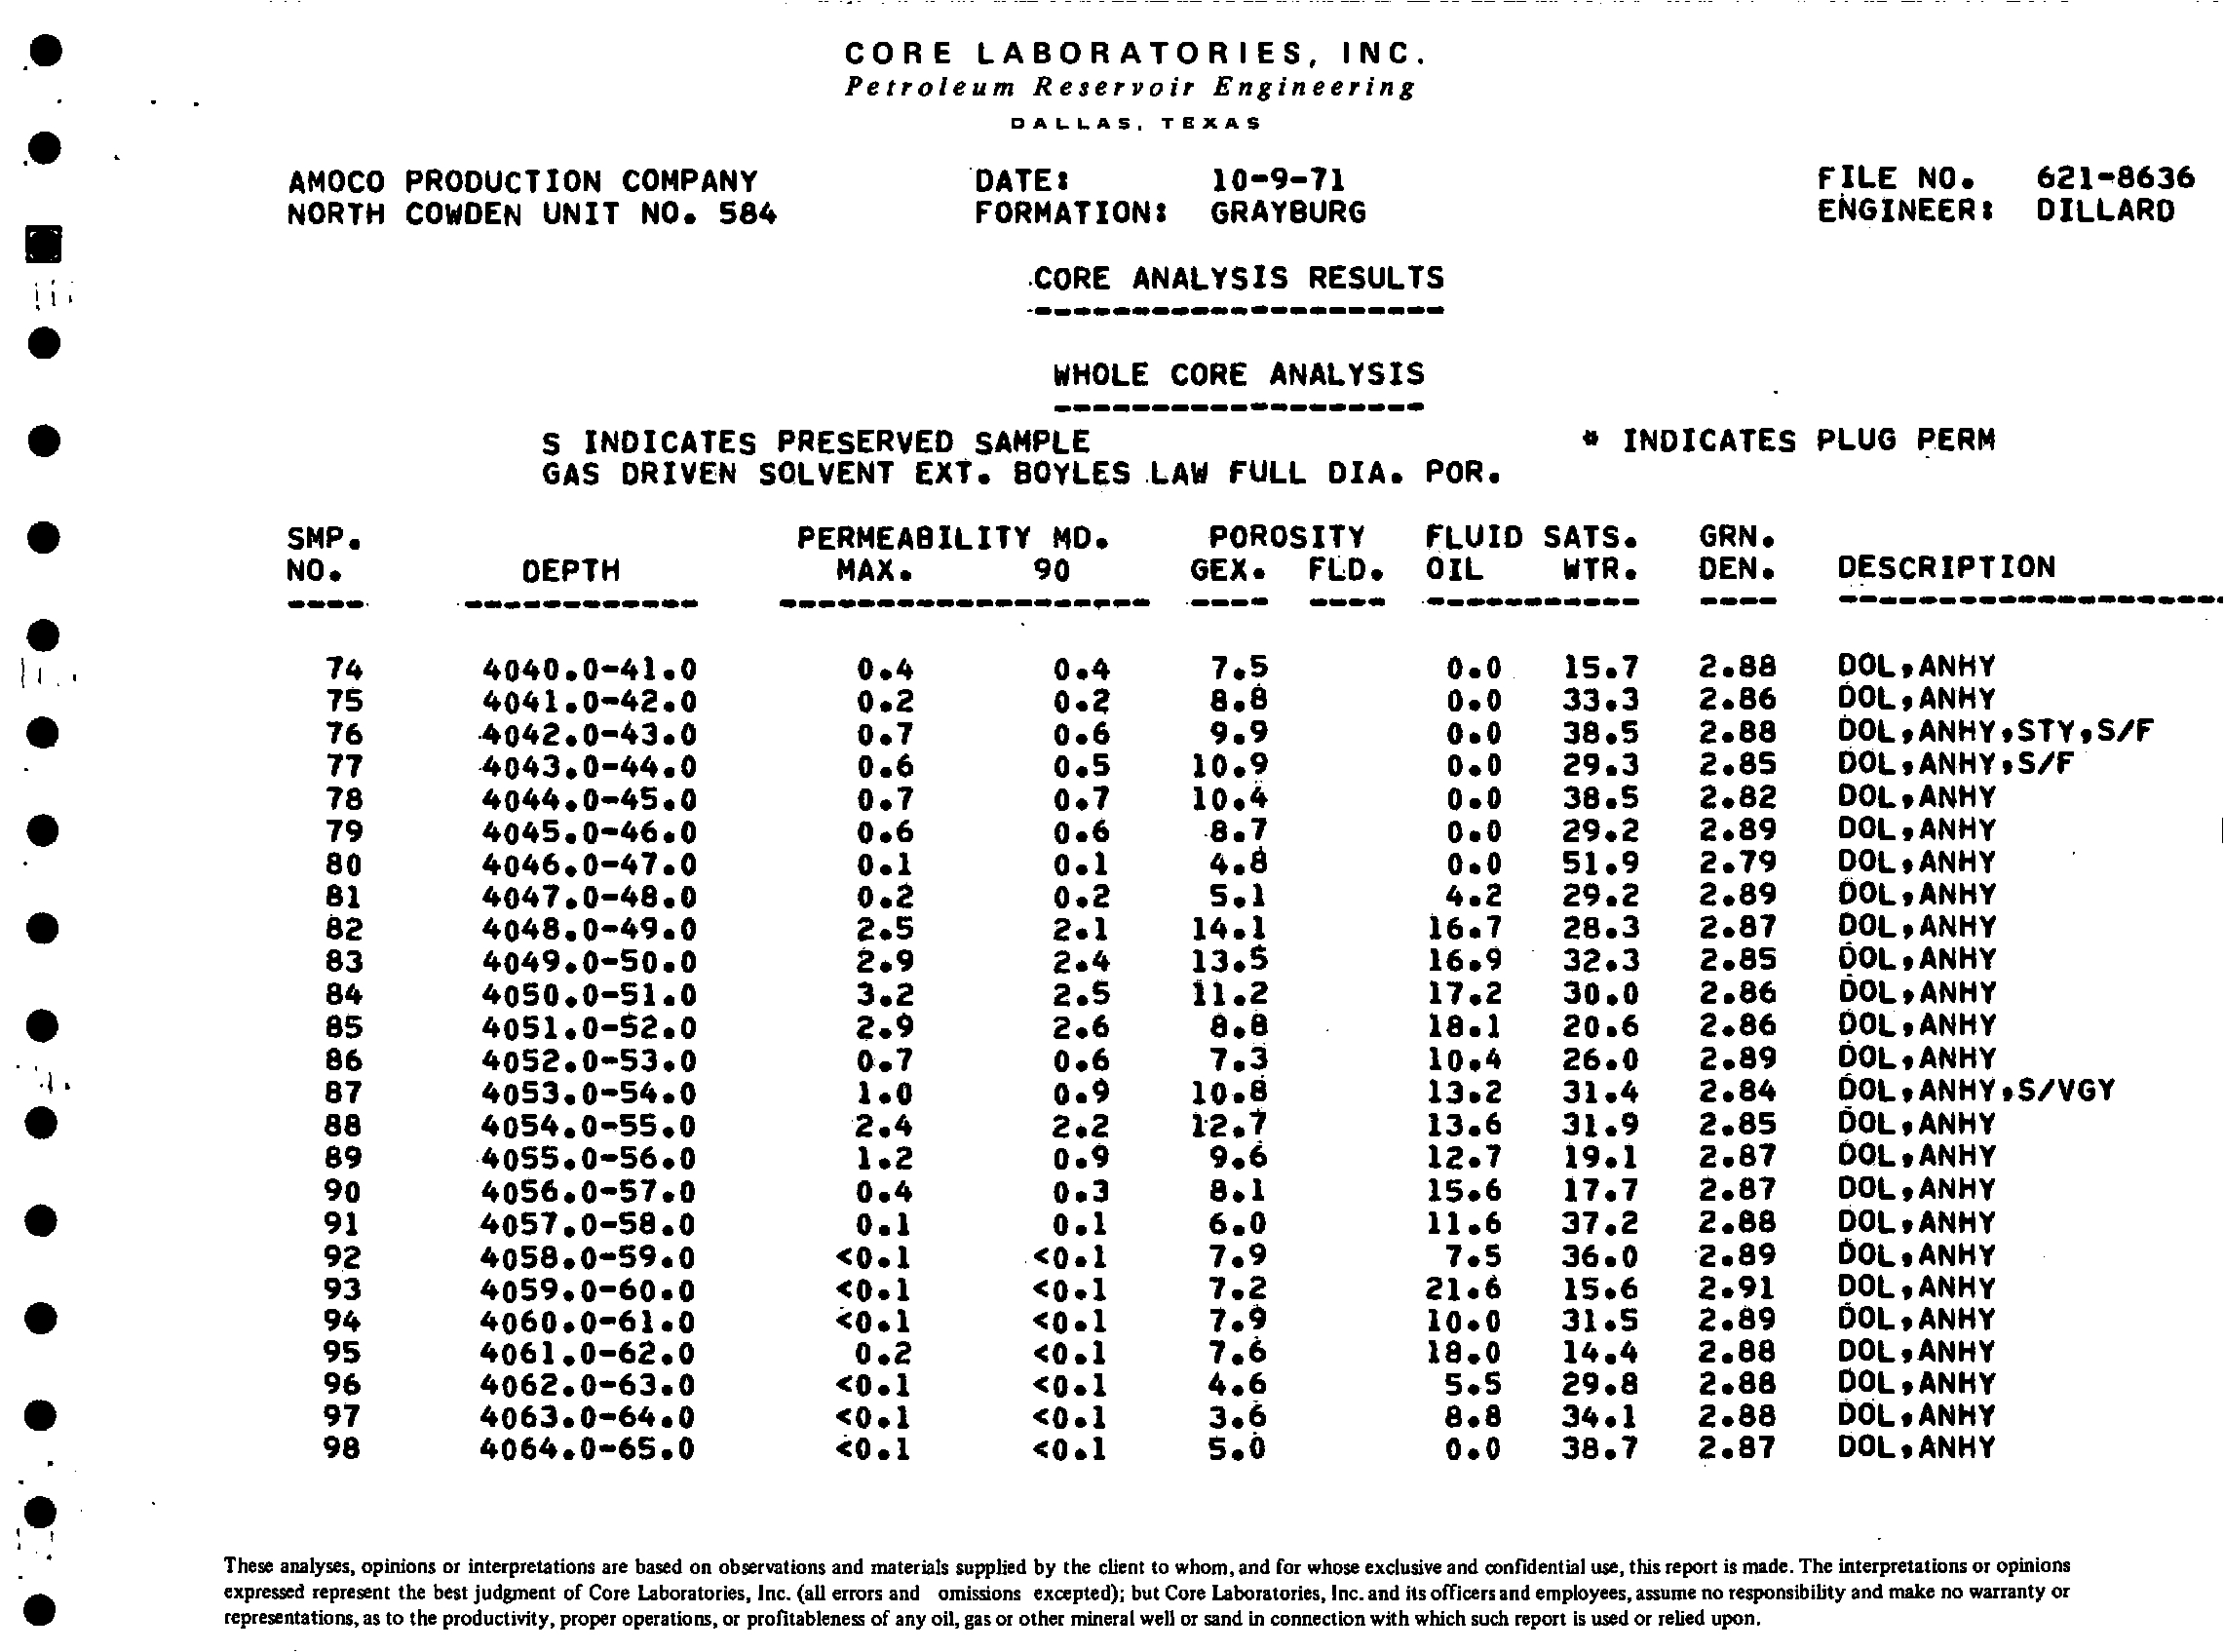 CORE LABORATORIES, INC.
Petroleum Reservoir Engineering
DALLAS, TEXAS
AMOCO PRODUCTION COMPANY DATE: 10-9-71 FILE NO. 621-8636
NORTH COWDEN UNIT NO. 584 FORMATION: GRAYBURG ENGINEER: DILLARD
CORE ANALYSIS RESULTS
WHOLE CORE ANALYSIS
S INDICATES PRESERVED SAMPLE * INDICATES PLUG PERM
GAS DRIVEN SOLVENT EXT. BOYLES LAW FULL DIA. POR.
SMP. PERMEABILITY MD. POROSITY FLUID SATS. GRN.
NO. DEPTH MAX. 90 GEX. FLD. OIL WTR. DEN. DESCRIPTION
74 4040.0-41.0 0.4 0.4 7.5 0.0 15.7 2.88 DOL,ANHY
75 4041.0-42.0 0.2 0.2 8.8 0.0 33.3 2.86 DOL,ANHY
76 4042.0-43.0 0.7 0.6 9.9 0.0 38.5 2.88 DOL,ANHY,STY,S/F
77 4043.0-44.0 0.6 0.5 10.9 0.0 29.3 2.85 DOL,ANHY,S/F
78 4044.0-45.0 0.7 0.7 10.4 0.0 38.5 2.82 DOL,ANHY
79 4045.0-46.0 0.6 0.6 8.7 0.0 29.2 2.89 DOL,ANHY
80 4046.0-47.0 0.1 0.1 4.8 0.0 51.9 2.79 DOL,ANHY
81 4047.0-48.0 0.2 0.2 5.1 4.2 29.2 2.89 DOL,ANHY
82 4048.0-49.0 2.5 2.1 14.1 16.7 28.3 2.87 DOL,ANHY
83 4049.0-50.0 2.9 2.4 13.5 16.9 32.3 2.85 DOL,ANHY
84 4050.0-51.0 3.2 2.5 11.2 17.2 30.0 2.86 DOL,ANHY
85 4051.0-52.0 2.9 2.6 8.8 18.1 20.6 2.86 DOL,ANHY
86 4052.0-53.0 0.7 0.6 7.3 10.4 26.0 2.89 DOL,ANHY
87 4053.0-54.0 1.0 0.9 10.8 13.2 31.4 2.84 DOL,ANHY,S/VGY
88 4054.0-55.0 2.4 2.2 12.7 13.6 31.9 2.85 DOL,ANHY
89 4055.0-56.0 1.2 0.9 9.6 12.7 19.1 2.87 DOL,ANHY
90 4056.0-57.0 0.4 0.3 8.1 15.6 17.7 2.87 DOL,ANHY
91 4057.0-58.0 0.1 0.1 6.0 11.6 37.2 2.88 DOL,ANHY
92 4058.0-59.0 <0.1 <0.1 7.9 7.5 36.0 2.89 DOL,ANHY
93 4059.0-60.0 <0.1 <0.1 7.2 21.6 15.6 2.91 DOL,ANHY
94 4060.0-61.0 <0.1 <0.1 7.9 10.0 31.5 2.89 DOL,ANHY
95 4061.0-62.0 0.2 <0.1 7.6 18.0 14.4 2.88 DOL,ANHY
96 4062.0-63.0 <0.1 <0.1 4.6 5.5 29.8 2.88 DOL,ANHY
97 4063.0-64.0 <0.1 <0.1 3.6 8.8 34.1 2.88 DOL,ANHY
98 4064.0-65.0 <0.1 <0.1 5.0 0.0 38.7 2.87 DOL,ANHY
These analyses, opinions or interpretations are based on observations and materials supplied by the client to whom, and for whose exclusive and confidential use, this report is made. The interpretations or opinions
expressed represent the best judgment of Core Laboratories, Inc. (all errors and omissions excepted); but Core Laboratories, Inc. and its officers and employees, assume no responsibility and make no warranty or
representations, as to the productivity, proper operations, or profitableness of any oil, gas or other mineral well or sand in connection with which such report is used or relied upon.